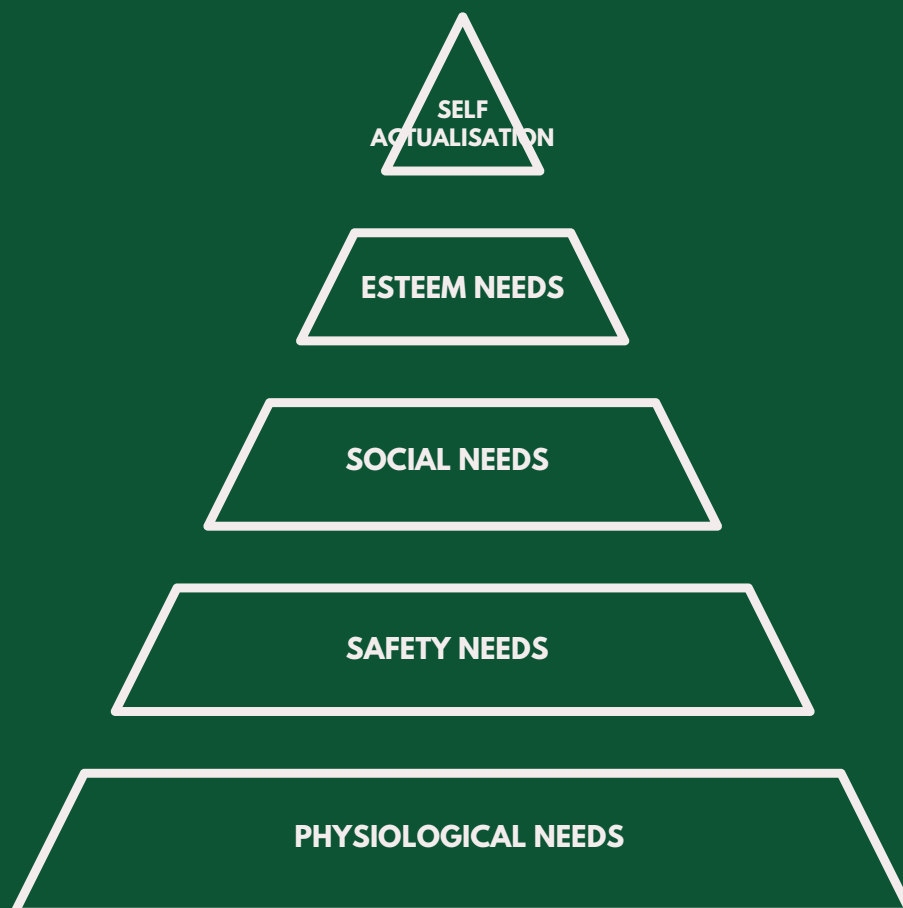 SELF
ACTUALISATION
ESTEEM NEEDS
SOCIAL NEEDS
SAFETY NEEDS
PHYSIOLOGICAL NEEDS